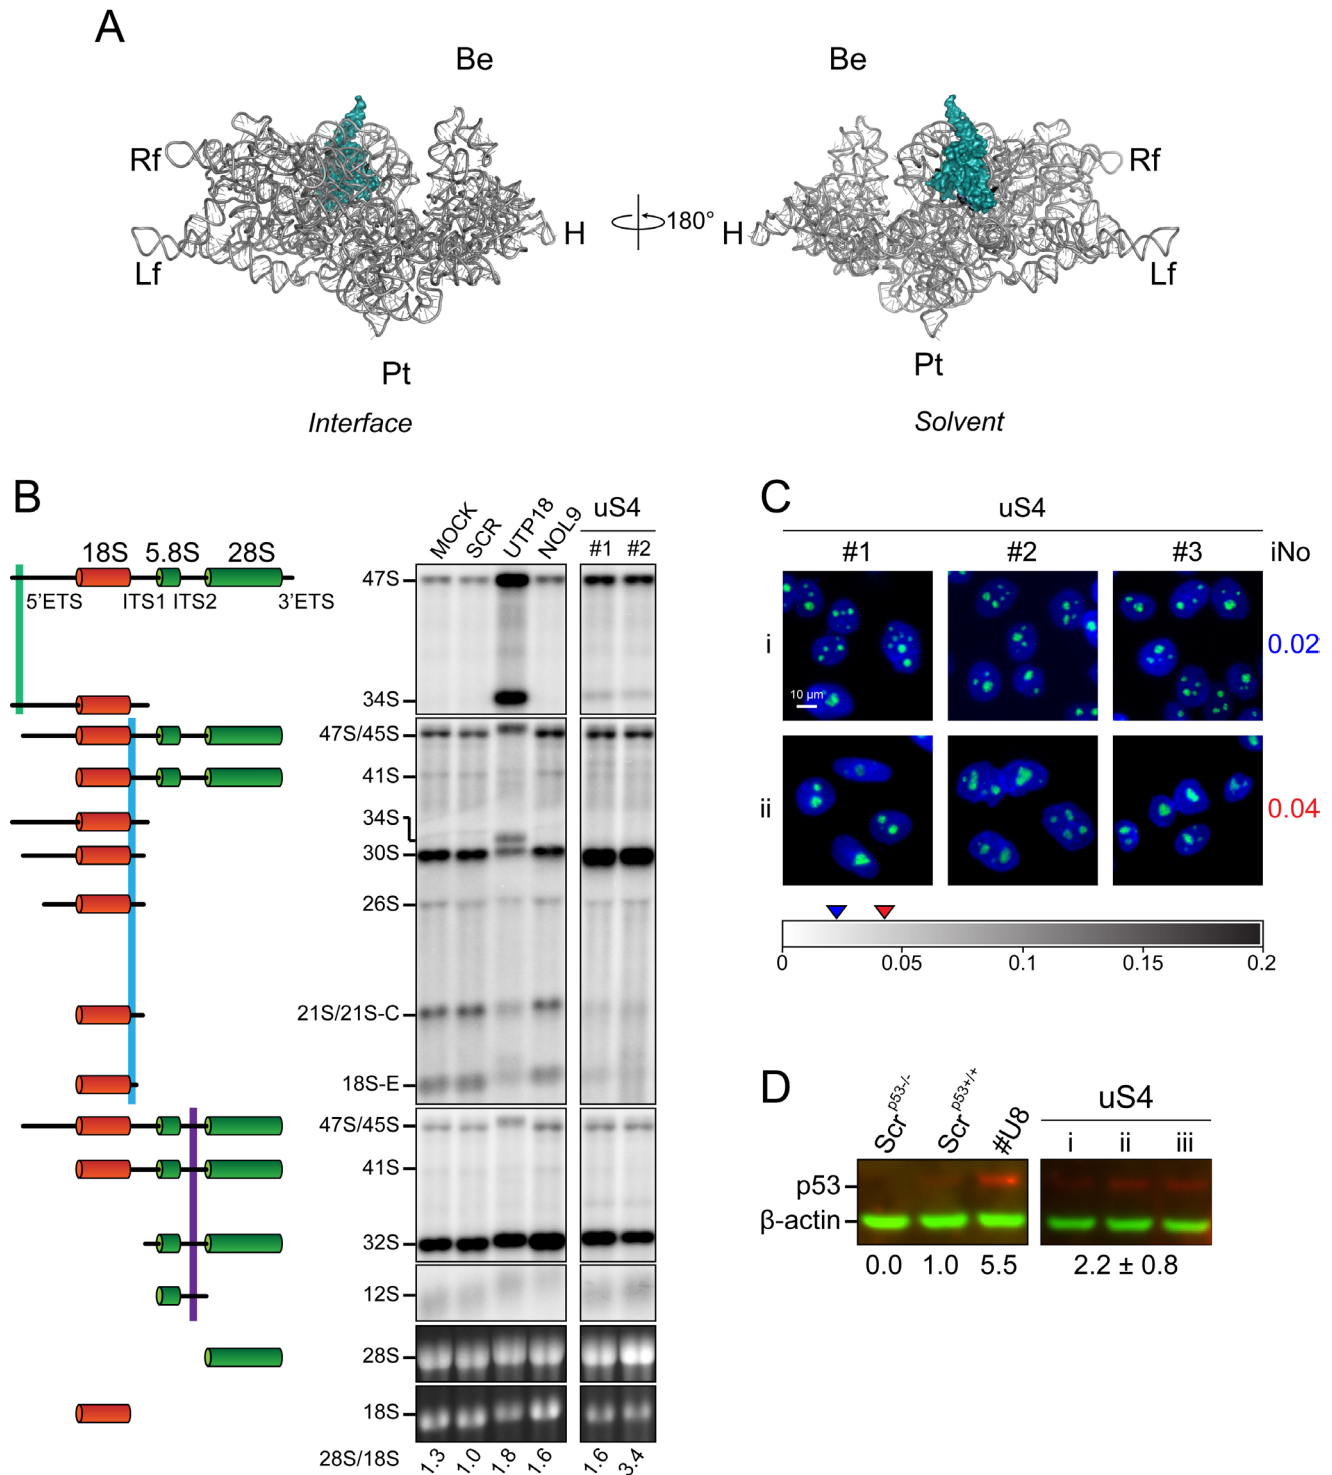 A
Be
Be
Rf
Rf
H
180°
H
Lf
Lf
Pt
Pt
Interface
Solvent
B
MOCK
SCR
UTP18
NOL9
uS4
#1
#2
18S
5.8S
28S
5'ETS
ITS1
ITS2
3'ETS
47S
34S
47S/45S
41S
34S
30S
26S
21S/21S-C
18S-E
47S/45S
41S
32S
12S
28S
18S
28S/18S
1.3
1.0
1.8
1.6
1.6
3.4
C
uS4
#1
#2
#3
iNo
i
10 µm
0.02
ii
0.04
0
0.05
0.1
0.15
0.2
D
Scr p53-/-
Scr p53+/+
#U8
uS4
i
ii
iii
p53
β-actin
0.0
1.0
5.5
2.2 ± 0.8